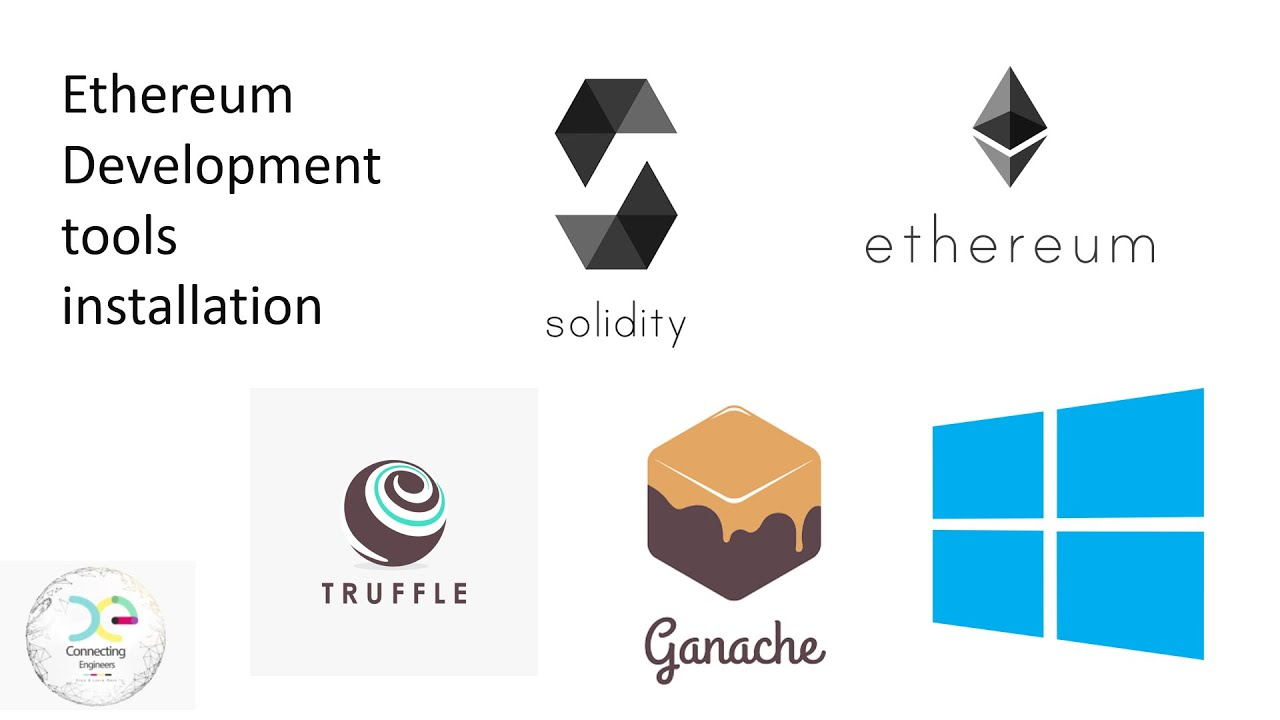 Ethereum
Development
tools
installation
solidity
ethereum
TRUFFLE
Ganache
Connecting
Engineers